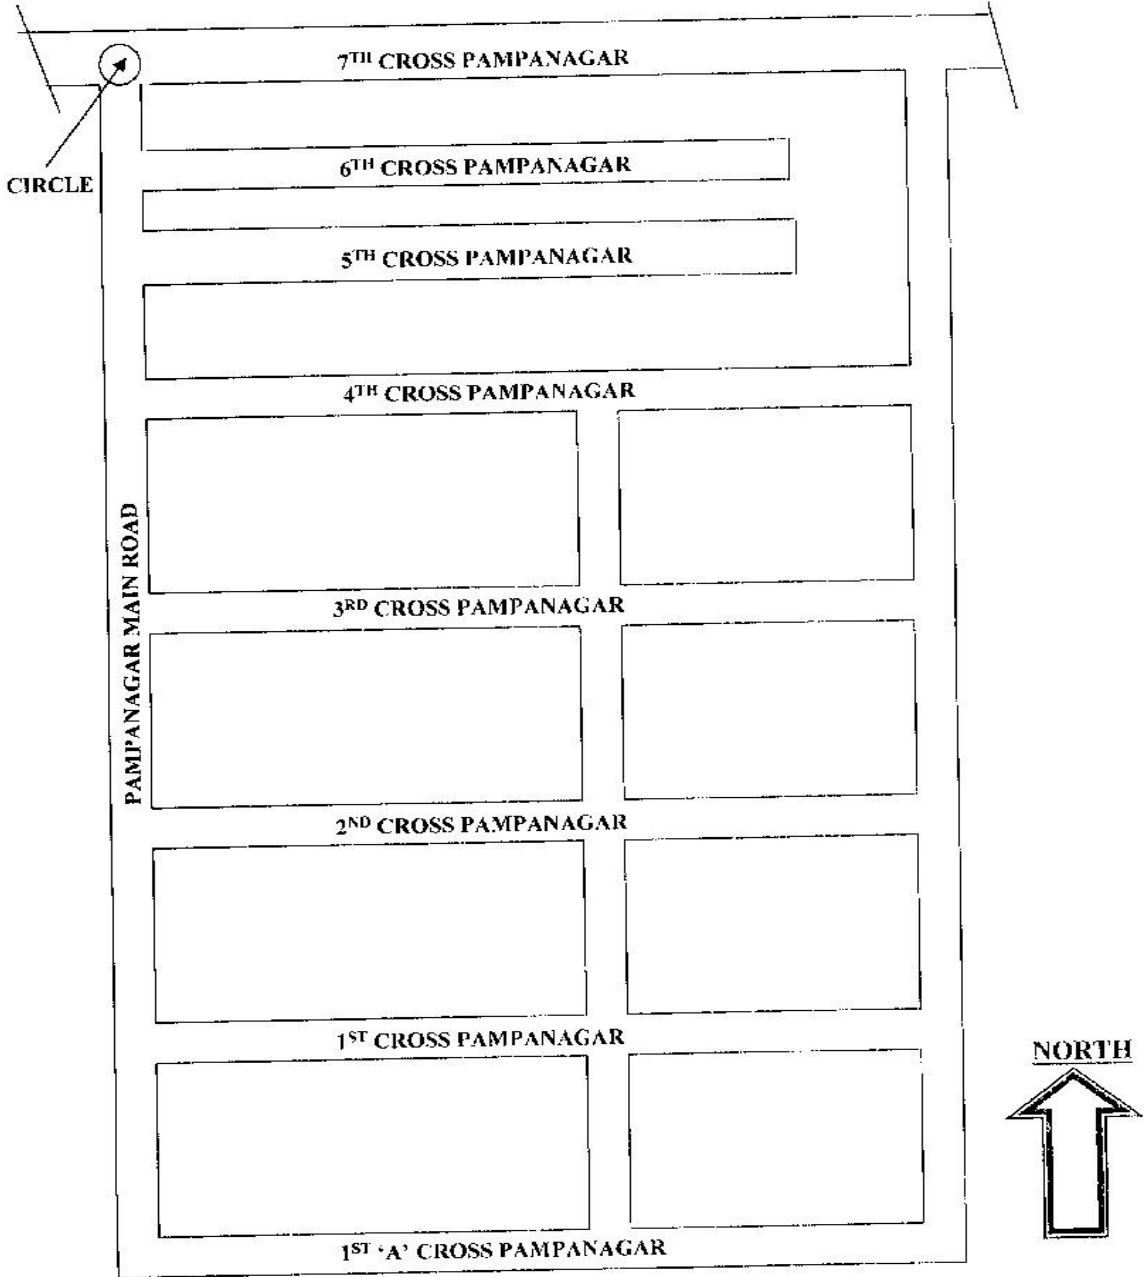 7TH CROSS PAMPANAGAR
6TH CROSS PAMPANAGAR
CIRCLE
5TH CROSS PAMPANAGAR
4TH CROSS PAMPANAGAR
PAMPANAGAR MAIN ROAD
3RD CROSS PAMPANAGAR
2ND CROSS PAMPANAGAR
1ST CROSS PAMPANAGAR
NORTH
1ST ‘A’ CROSS PAMPANAGAR